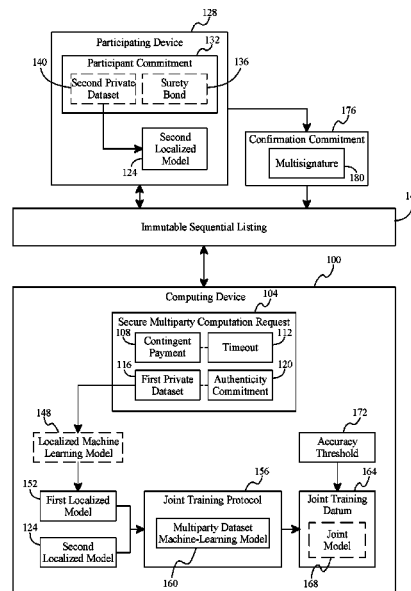 128
Participating Device
132
Participant Commitment
140
Second Private
Dataset
Surety
Bond
136
Second
Localized
Model
124
176
Confirmation Commitment
Multisignature
180
Immutable Sequential Listing
100
Computing Device
104
Secure Multiparty Computation Request
108
Contingent
Payment
Timeout
112
116
First Private
Dataset
Authenticity
Commitment
120
148
Localized Machine
Learning Model
172
Accuracy
Threshold
152
First Localized
Model
156
Joint Training Protocol
Multiparty Dataset
Machine-Learning Model
160
164
Joint Training
Datum
Joint
Model
168
124
Second
Localized Model